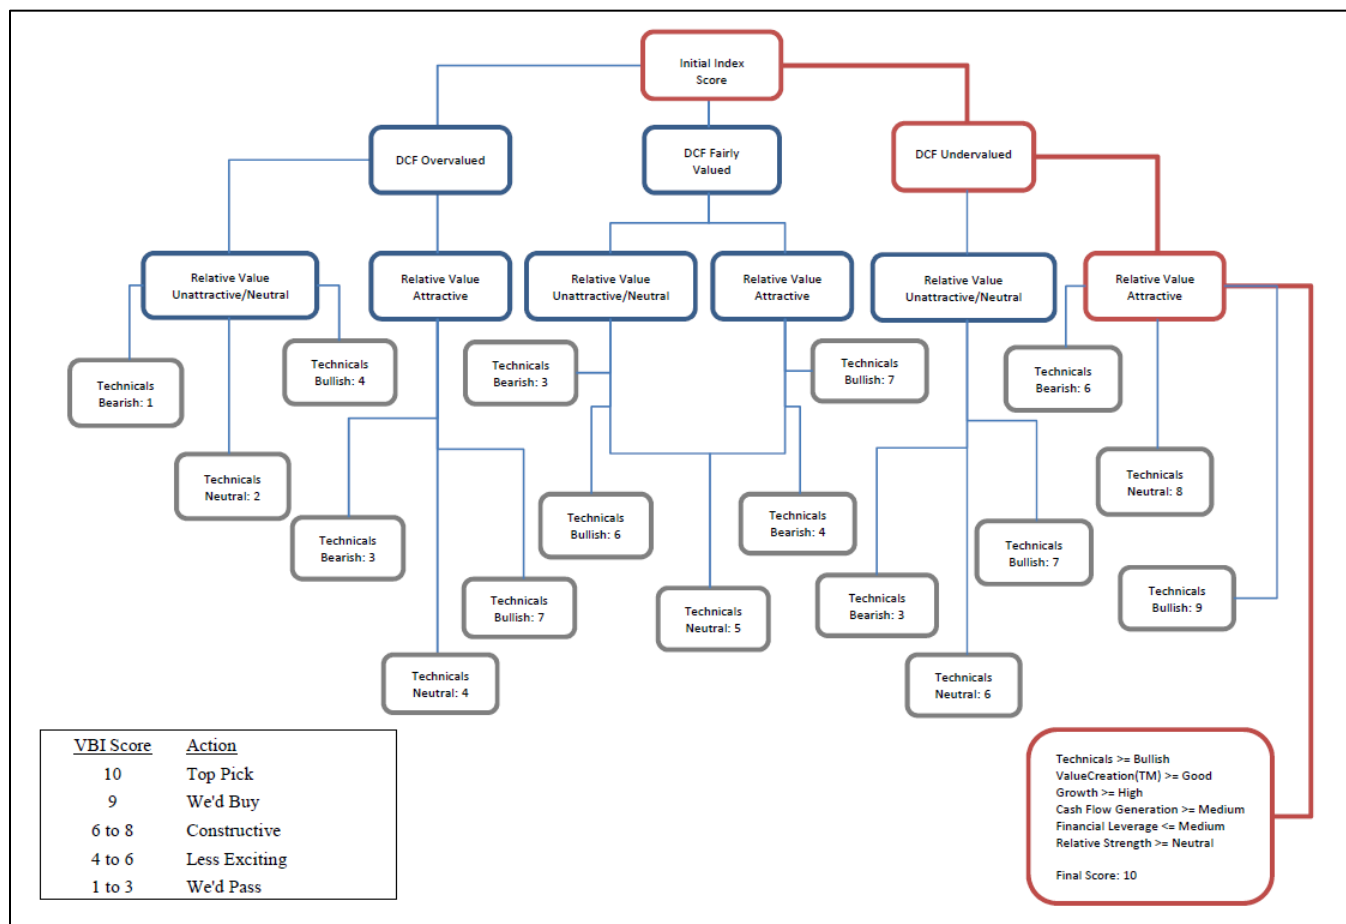 Initial Index
Score
DCF Overvalued
DCF Fairly
Valued
DCF Undervalued
Relative Value
Unattractive/Neutral
Relative Value
Attractive
Relative Value
Unattractive/Neutral
Relative Value
Attractive
Relative Value
Unattractive/Neutral
Relative Value
Attractive
Technicals
Bearish: 1
Technicals
Neutral: 2
Technicals
Bullish: 4
Technicals
Bearish: 3
Technicals
Neutral: 4
Technicals
Bullish: 7
Technicals
Bearish: 3
Technicals
Bullish: 6
Technicals
Neutral: 5
Technicals
Bullish: 7
Technicals
Bearish: 4
Technicals
Bearish: 3
Technicals
Neutral: 6
Technicals
Bullish: 7
Technicals
Bearish: 6
Technicals
Neutral: 8
Technicals
Bullish: 9
VBI Score Action
10 Top Pick
9 We'd Buy
6 to 8 Constructive
4 to 6 Less Exciting
1 to 3 We'd Pass
Technicals >= Bullish
ValueCreation(TM) >= Good
Growth >= High
Cash Flow Generation >= Medium
Financial Leverage <= Medium
Relative Strength >= Neutral
Final Score: 10